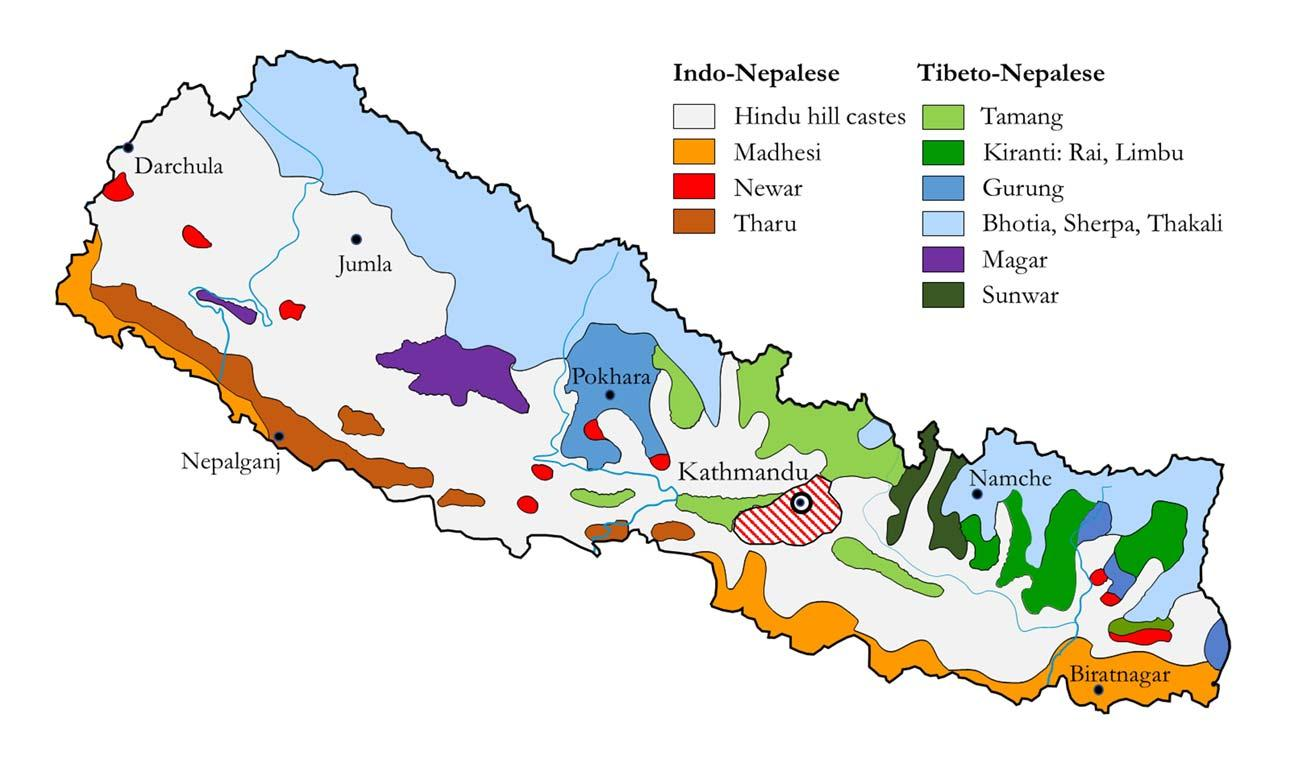 Indo-Nepalese
Hindu hill castes
Madhesi
Newar
Tharu
Tibeto-Nepalese
Tamang
Kiranti: Rai, Limbu
Gurung
Bhotia, Sherpa, Thakali
Magar
Sunwar
Darchula
Jumla
Pokhara
Nepalganj
Kathmandu
Namche
Biratnagar